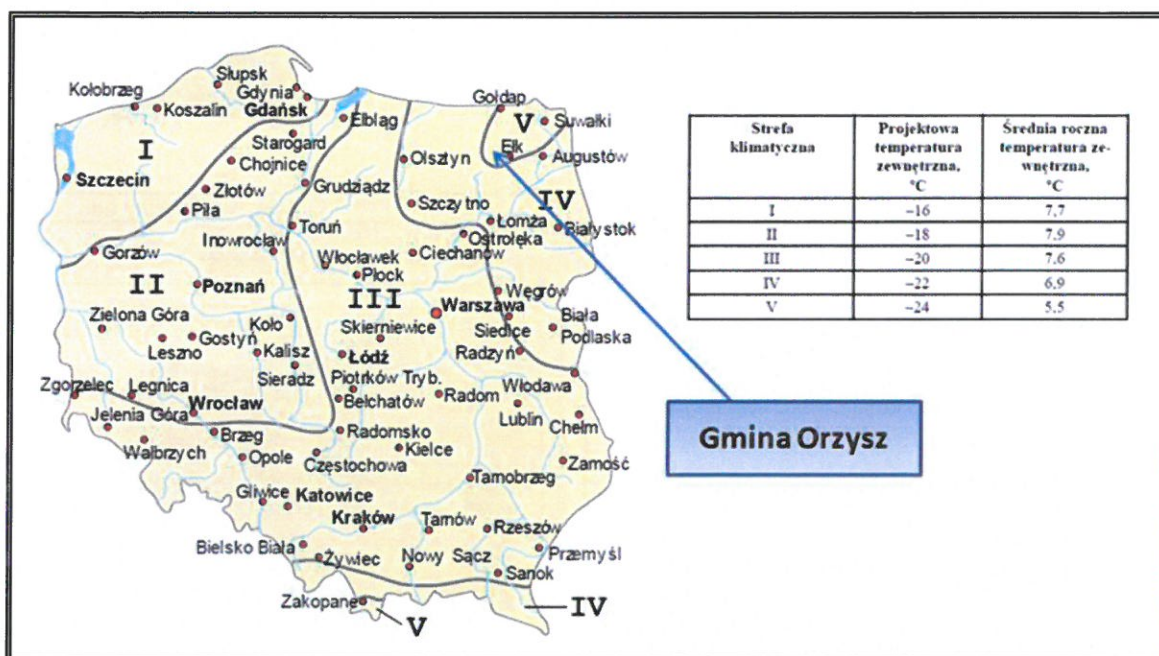 Słupsk
Kołobrzeg
Gdynia
Koszalin
Gdańsk
Elbląg
Gołdap
V
Suwałki
I
Starogard
Ełk
Chojnice
Olsztyn
Augustów
Szczecin
Grudziądz
Złotów
IV
Szczytno
Piła
Łomża
Toruń
Białystok
Ostrołęka
Inowrocław
Gorzów
Włocławek
Ciechanów
Płock
II
Poznań
III
Węgrów
Warszawa
Zielona Góra
Koło
Skierniewice
Siedlce
Biała
Podlaska
Gostyń
Leszno
Kalisz
Łódź
Radzyń
Sieradz
Zgorzelec
Legnica
Piotrków Tryb.
Włodawa
Wrocław
Bełchatów
Radom
Lublin
Jelenia Góra
Chełm
Brzeg
Radomsko
Wałbrzych
Kielce
Opole
Częstochowa
Zamość
Tarnobrzeg
Gliwice
Katowice
Kraków
Tarnów
Rzeszów
Bielsko Biała
Żywiec
Nowy Sącz
Przemyśl
Sanok
Zakopane
IV
V
Strefa klimatyczna
Projektowa temperatura zewnętrzna, °C
Średnia roczna temperatura ze-wnętrzna, °C
I –16 7,7
II –18 7,9
III –20 7,6
IV –22 6,9
V –24 5,5
Gmina Orzysz